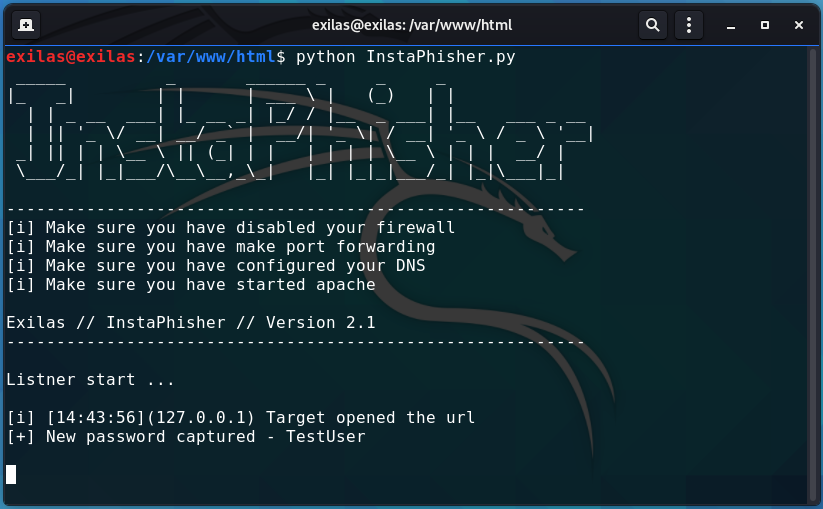 exilas@exilas: /var/www/html
exilas@exilas:/var/www/html$ python InstaPhisher.py
InstaPhisher
------------------------------------------------------------
[i] Make sure you have disabled your firewall
[i] Make sure you have make port forwarding
[i] Make sure you have configured your DNS
[i] Make sure you have started apache
Exilas // InstaPhisher // Version 2.1
------------------------------------------------------------
Listner start ...
[i] [14:43:56](127.0.0.1) Target opened the url
[+] New password captured - TestUser